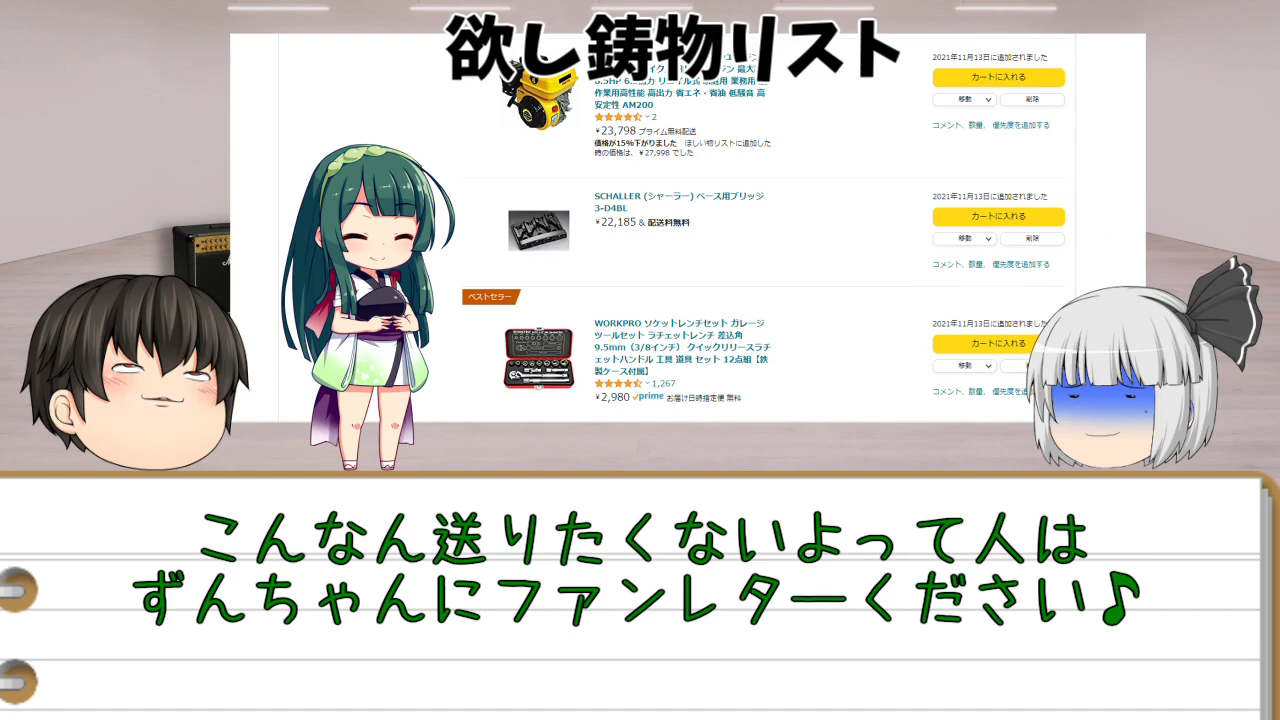 欲し鋳物リスト
イク
ジン 最大
6.5HP
作業用高性能 高出力 省エネ・省油 低騒音 高
安定性 AM200
2
¥23,798 プライム無料配送
価格が15%下がりました ほしい物リストに追加した
時の価格は、¥27,998 でした
2021年11月13日に追加されました
カートに入れる
移動
削除
コメント、数量、 優先度を追加する
SCHALLER (シャーラー) ベース用ブリッジ
3-D4BL
¥22,185 & 配送料無料
2021年11月13日に追加されました
カートに入れる
移動
削除
コメント、数量、 優先度を追加する
ベストセラー
WORKPRO ソケットレンチセット ガレージ
ツールセット ラチェットレンチ 差込角
9.5mm（3/8インチ） クイックリリースラチ
ェットハンドル 工具 道具 セット 12点組【鉄
製ケース付属】
1,267
¥2,980 prime お届け日時指定便 無料
2021年11月13日に追加されました
カートに入れる
移動
コメント、数量、 優先度を追
こんなん送りたくないよって人は
ずんちゃんにファンレターください♪